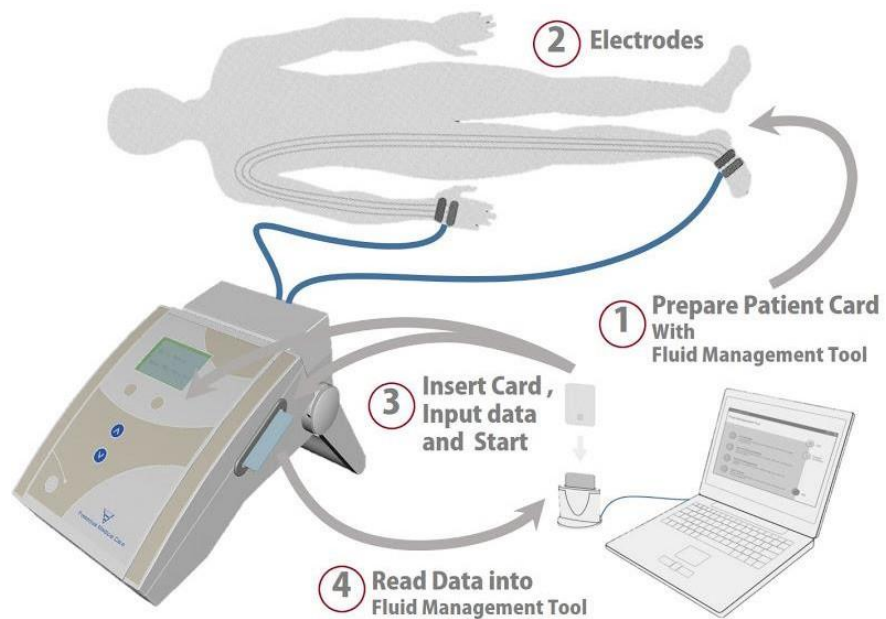 2 Electrodes
1 Prepare Patient Card
With
Fluid Management Tool
3 Insert Card ,
Input data
and Start
4 Read Data into
Fluid Management Tool